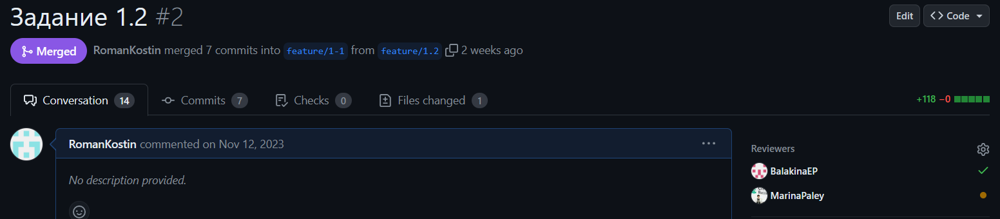 Задание 1.2 #2
Edit
Code
Merged
RomanKostin merged 7 commits into feature/1-1 from feature/1.2 2 weeks ago
Conversation 14
Commits 7
Checks 0
Files changed 1
+118 −0
RomanKostin commented on Nov 12, 2023
No description provided.
Reviewers
BalakinaEP
MarinaPaley